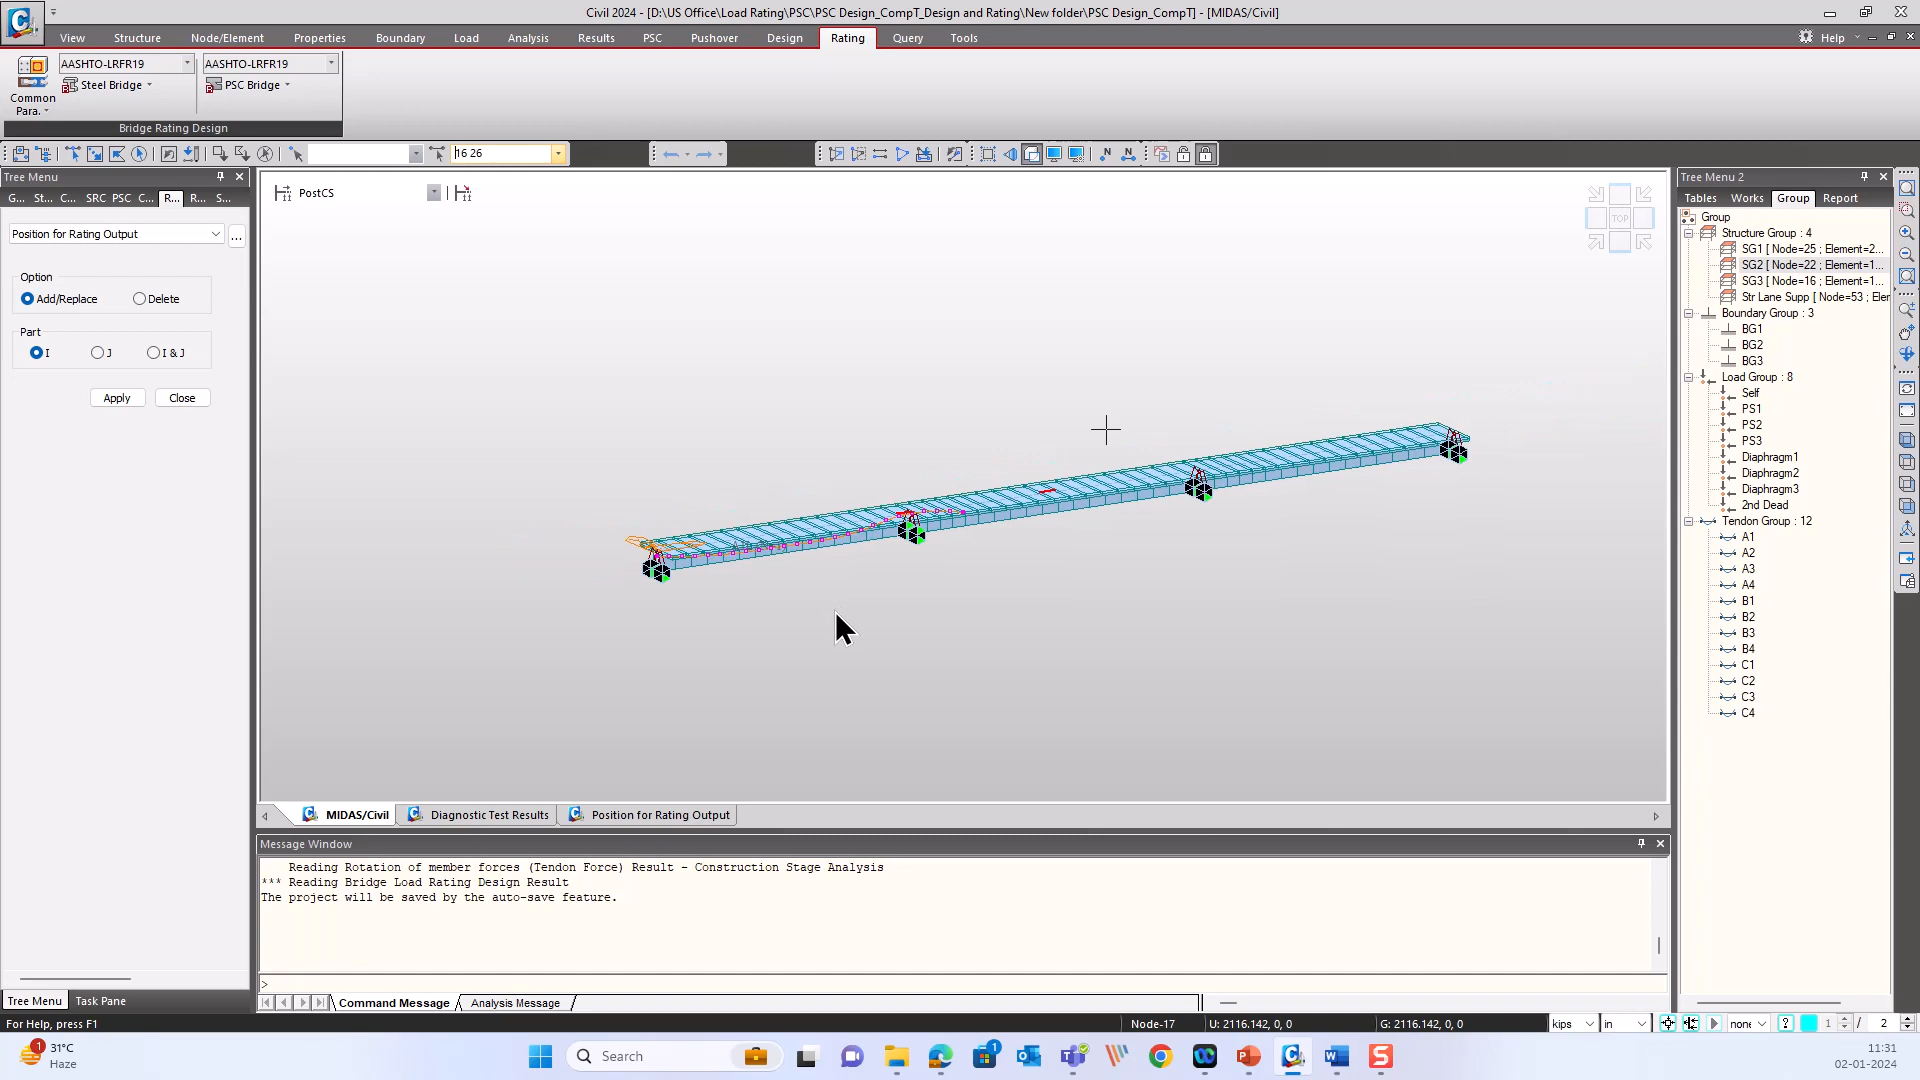 Civil 2024 - [D:\US Office\Load Rating\PSC\PSC Design_CompT_Design and Rating\New folder\PSC Design_CompT] - [MIDAS/Civil]
View Structure Node/Element Properties Boundary Load Analysis Results PSC Pushover Design Rating Query Tools Help
AASHTO-LRFR19 AASHTO-LRFR19
Steel Bridge PSC Bridge
Common
Para.
Bridge Rating Design
16 26
Tree Menu
G... St... C... SRC PSC C... R... R... S...
Position for Rating Output
...
Option
Add/Replace Delete
Part
I J I & J
Apply Close
Tree Menu Task Pane
PostCS
TOP
MIDAS/Civil Diagnostic Test Results Position for Rating Output
Message Window
Reading Rotation of member forces (Tendon Force) Result - Construction Stage Analysis
*** Reading Bridge Load Rating Design Result
The project will be saved by the auto-save feature.
>
Command Message Analysis Message
Tree Menu 2
Tables Works Group Report
Group
Structure Group : 4
SG1 [ Node=25 ; Element=2...
SG2 [ Node=22 ; Element=1...
SG3 [ Node=16 ; Element=1...
Str Lane Supp [ Node=53 ; Eler
Boundary Group : 3
BG1
BG2
BG3
Load Group : 8
Self
PS1
PS2
PS3
Diaphragm1
Diaphragm2
Diaphragm3
2nd Dead
Tendon Group : 12
A1
A2
A3
A4
B1
B2
B3
B4
C1
C2
C3
C4
For Help, press F1 Node-17 U: 2116.142, 0, 0 G: 2116.142, 0, 0 kips in none ? 1 / 2
1
31°C
Haze
Search
1
11:31
02-01-2024